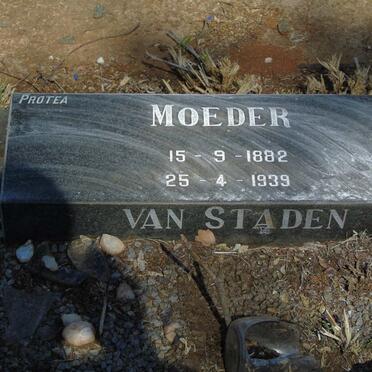 PROTEA
MOEDER
15 - 9 - 1882
25 - 4 - 1939
VAN STADEN